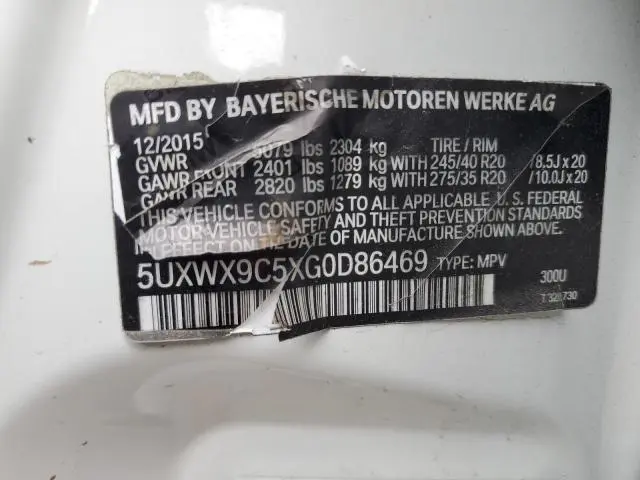 MFD BY BAYERISCHE MOTOREN WERKE AG
12/2015 TIRE / RIM
GVWR 5079 lbs 2304 kg
GAWR FRONT 2401 lbs 1089 kg WITH 245/40 R20 / 8.5J x 20
GAWR REAR 2820 lbs 1279 kg WITH 275/35 R20 / 10.0J x 20
THIS VEHICLE CONFORMS TO ALL APPLICABLE U. S. FEDERAL
MOTOR VEHICLE SAFETY AND THEFT PREVENTION STANDARDS
IN EFFECT ON THE DATE OF MANUFACTURE SHOWN ABOVE.
5UXWX9C5XG0D86469 TYPE: MPV
300U